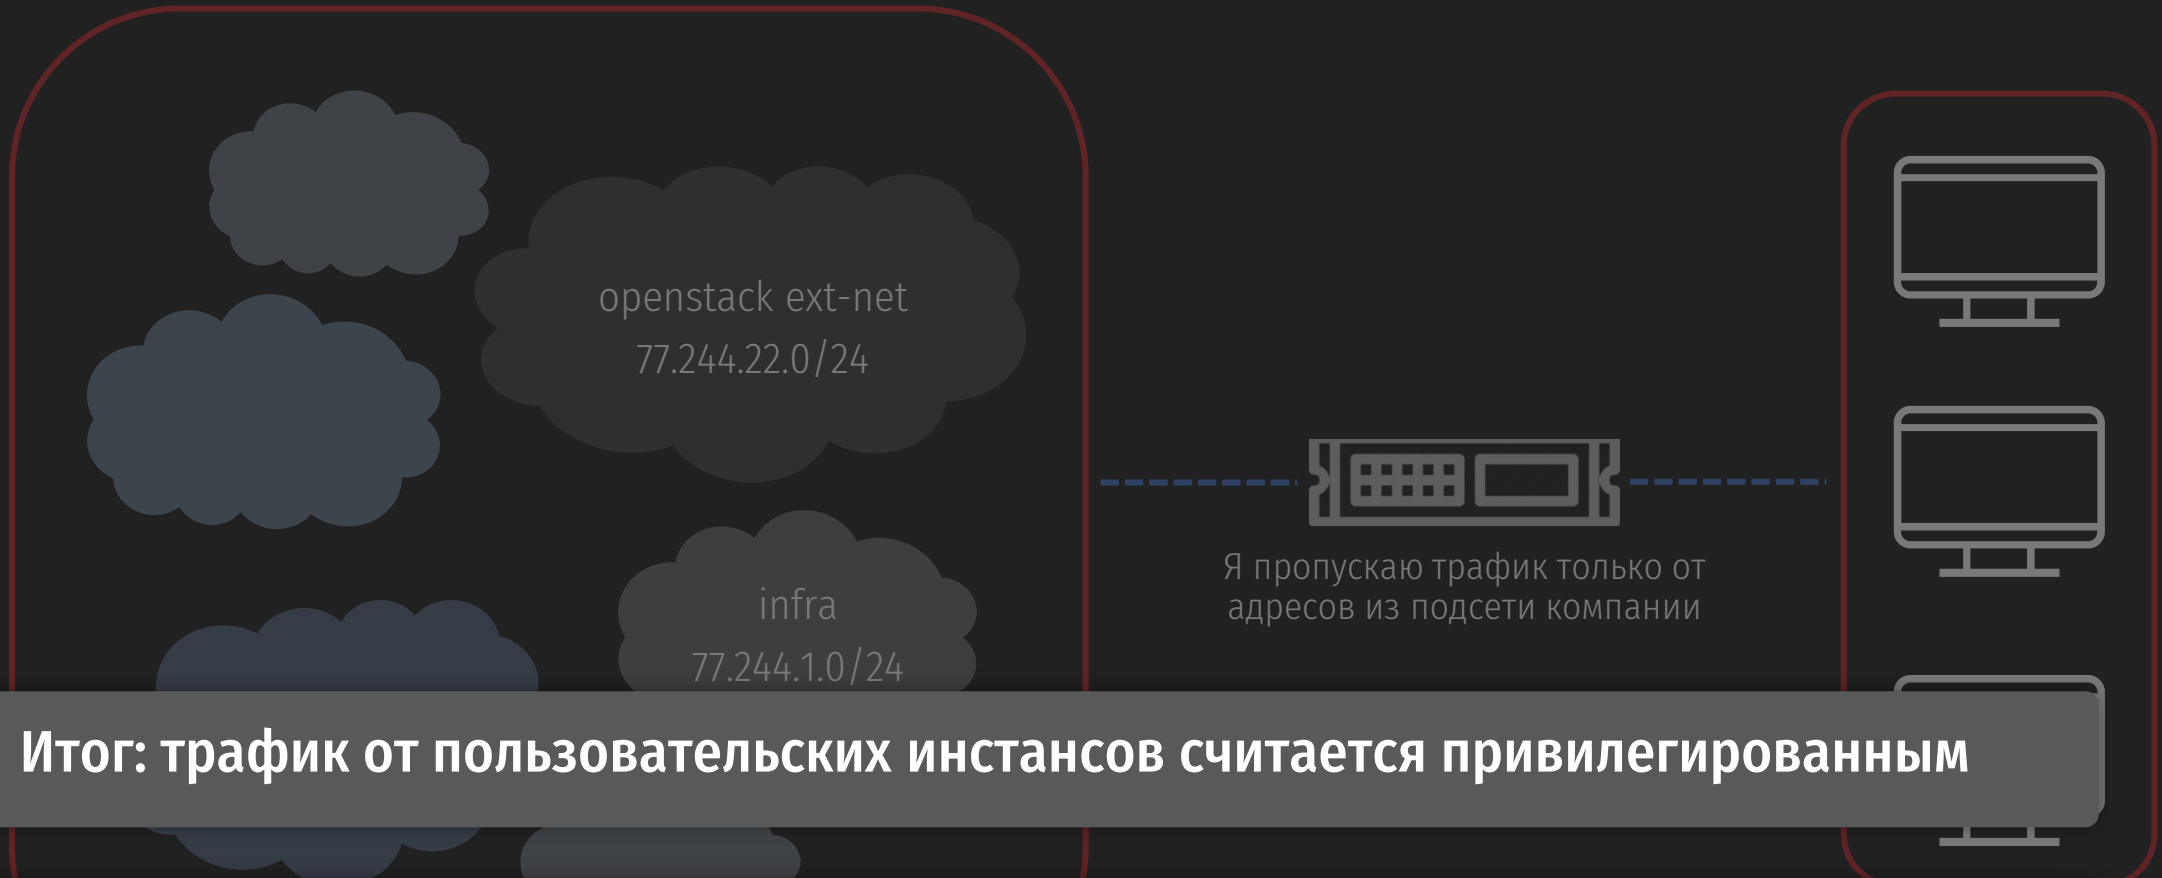 openstack ext-net
77.244.22.0/24
Я пропускаю трафик только от
адресов из подсети компании
infra
77.244.1.0/24
Итог: трафик от пользовательских инстансов считается привилегированным